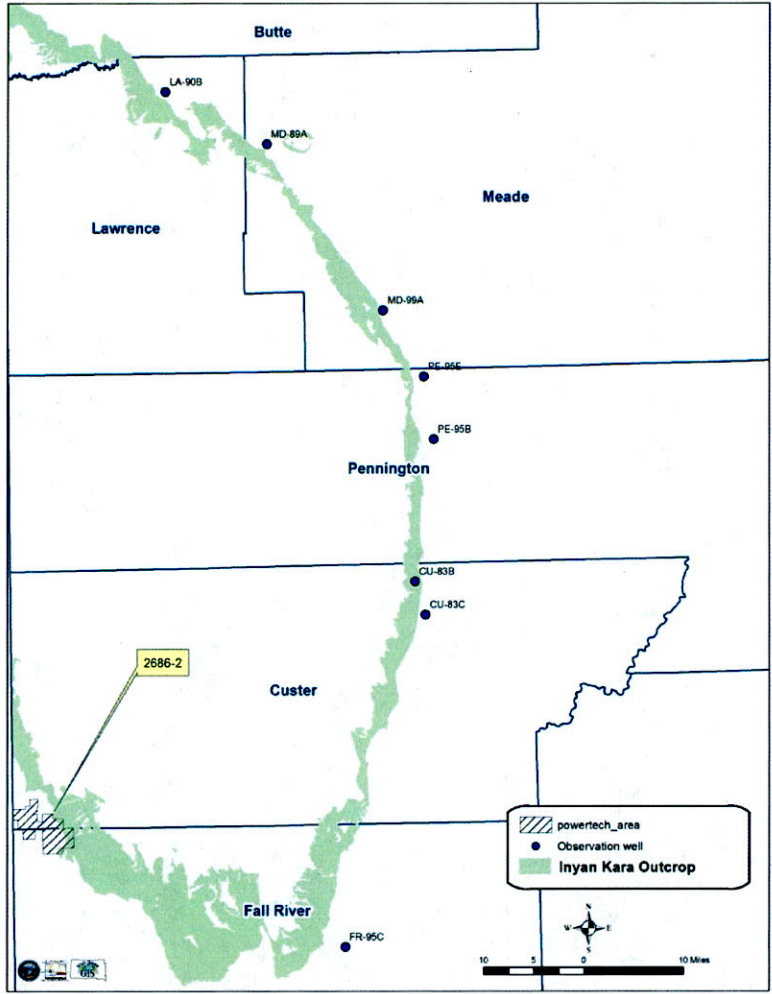 Butte
LA-90B
MD-89A
Meade
Lawrence
MD-99A
PE-95E
PE-95B
Pennington
CU-83B
CU-83C
2686-2
Custer
powertech_area
Observation well
Inyan Kara Outcrop
Fall River
N
W E
S
FR-95C
GIS
10 5 0 10 Miles